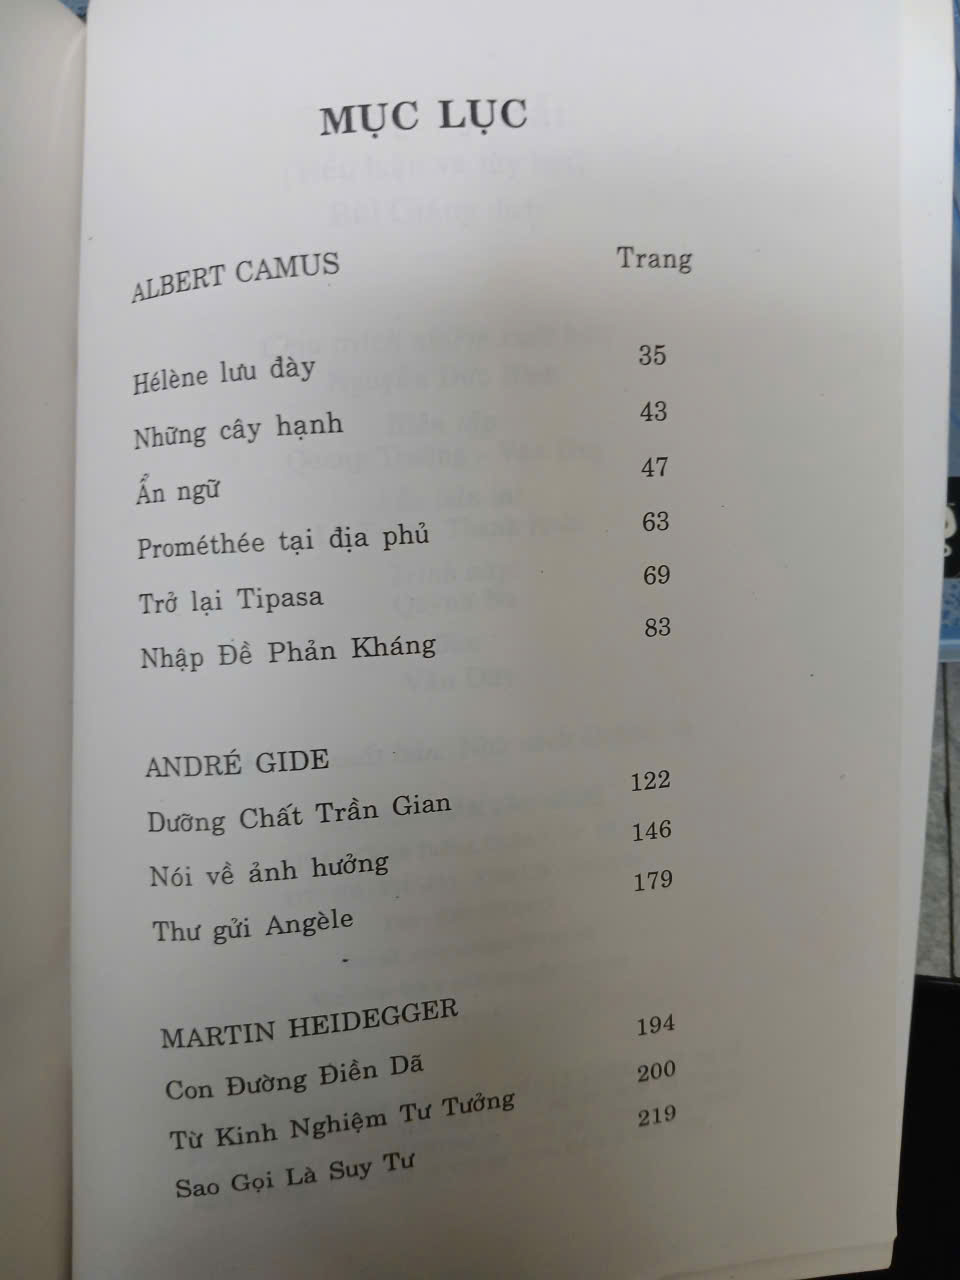 MỤC LỤC
ALBERT CAMUS Trang
Hélène lưu đày 35
Những cây hạnh 43
Ẩn ngữ 47
Prométhée tại địa phủ 63
Trở lại Tipasa 69
Nhập Đề Phản Kháng 83
ANDRÉ GIDE
Dưỡng Chất Trần Gian 122
Nói về ảnh hưởng 146
Thư gửi Angèle 179
MARTIN HEIDEGGER
Con Đường Điền Dã 194
Từ Kinh Nghiệm Tư Tưởng 200
Sao Gọi Là Suy Tư 219